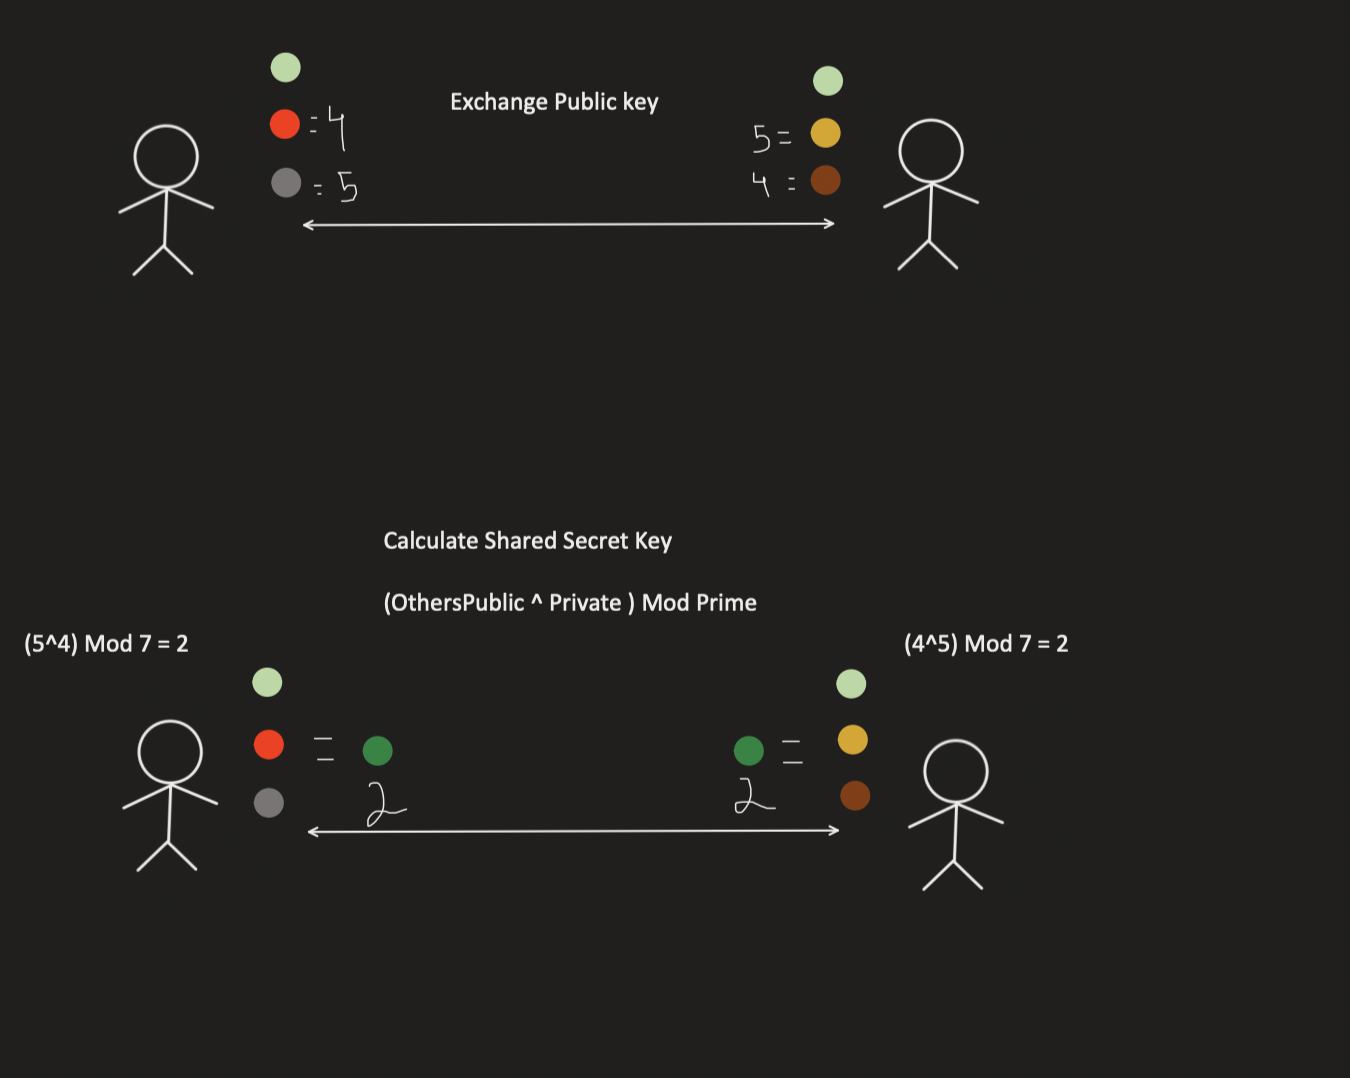 Exchange Public key
= 4
5 =
= 5
4 =
Calculate Shared Secret Key
(OthersPublic ^ Private ) Mod Prime
(5^4) Mod 7 = 2
(4^5) Mod 7 = 2
=
=
2
2